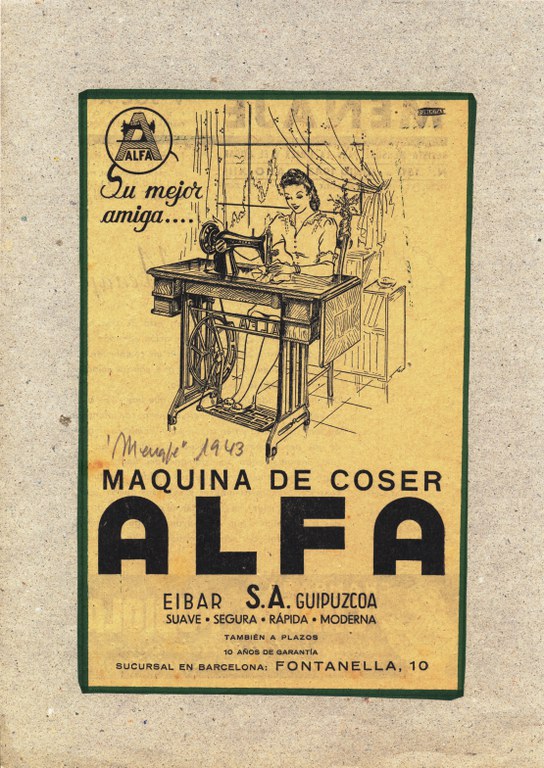 ALFA
Su mejor
amiga....
"Menaje" 1943
MAQUINA DE COSER
ALFA
EIBAR S.A. GUIPUZCOA
SUAVE • SEGURA • RÁPIDA • MODERNA
TAMBIÉN A PLAZOS
10 AÑOS DE GARANTÍA
SUCURSAL EN BARCELONA: FONTANELLA, 10